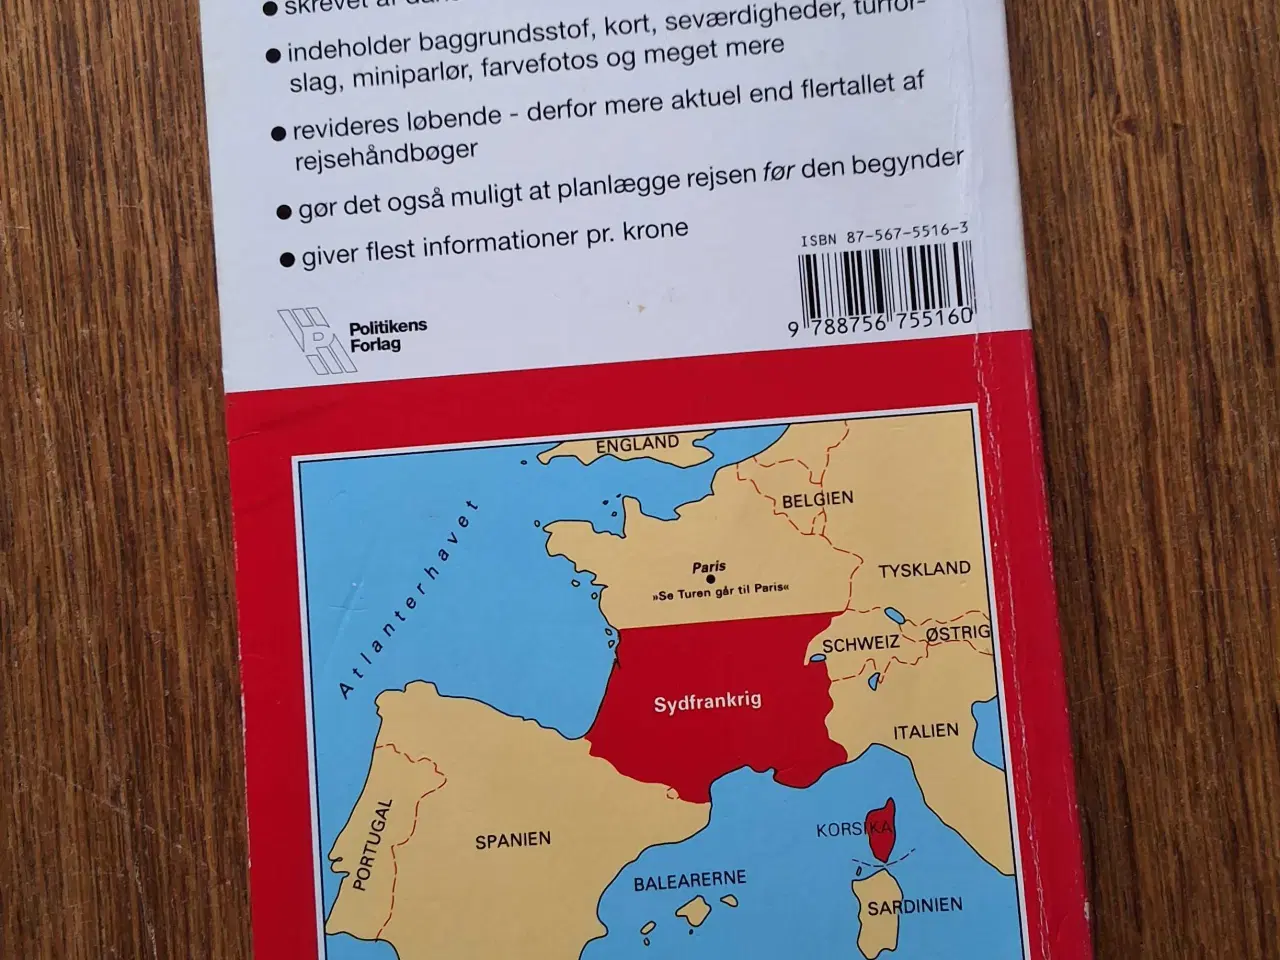 ● skrevet af
● indeholder baggrundsstof, kort, seværdigheder, turfor-
slag, miniparlør, farvefotos og meget mere
● revideres løbende - derfor mere aktuel end flertallet af
rejsehåndbøger
● gør det også muligt at planlægge rejsen før den begynder
● giver flest informationer pr. krone
ISBN 87-567-5516-3
9 788756 755160
Politikens
Forlag
ENGLAND
BELGIEN
Atlanterhavet
Paris
»Se Turen går til Paris«
TYSKLAND
SCHWEIZ
ØSTRIG
Sydfrankrig
ITALIEN
PORTUGAL
SPANIEN
KORSIKA
BALEARERNE
SARDINIEN